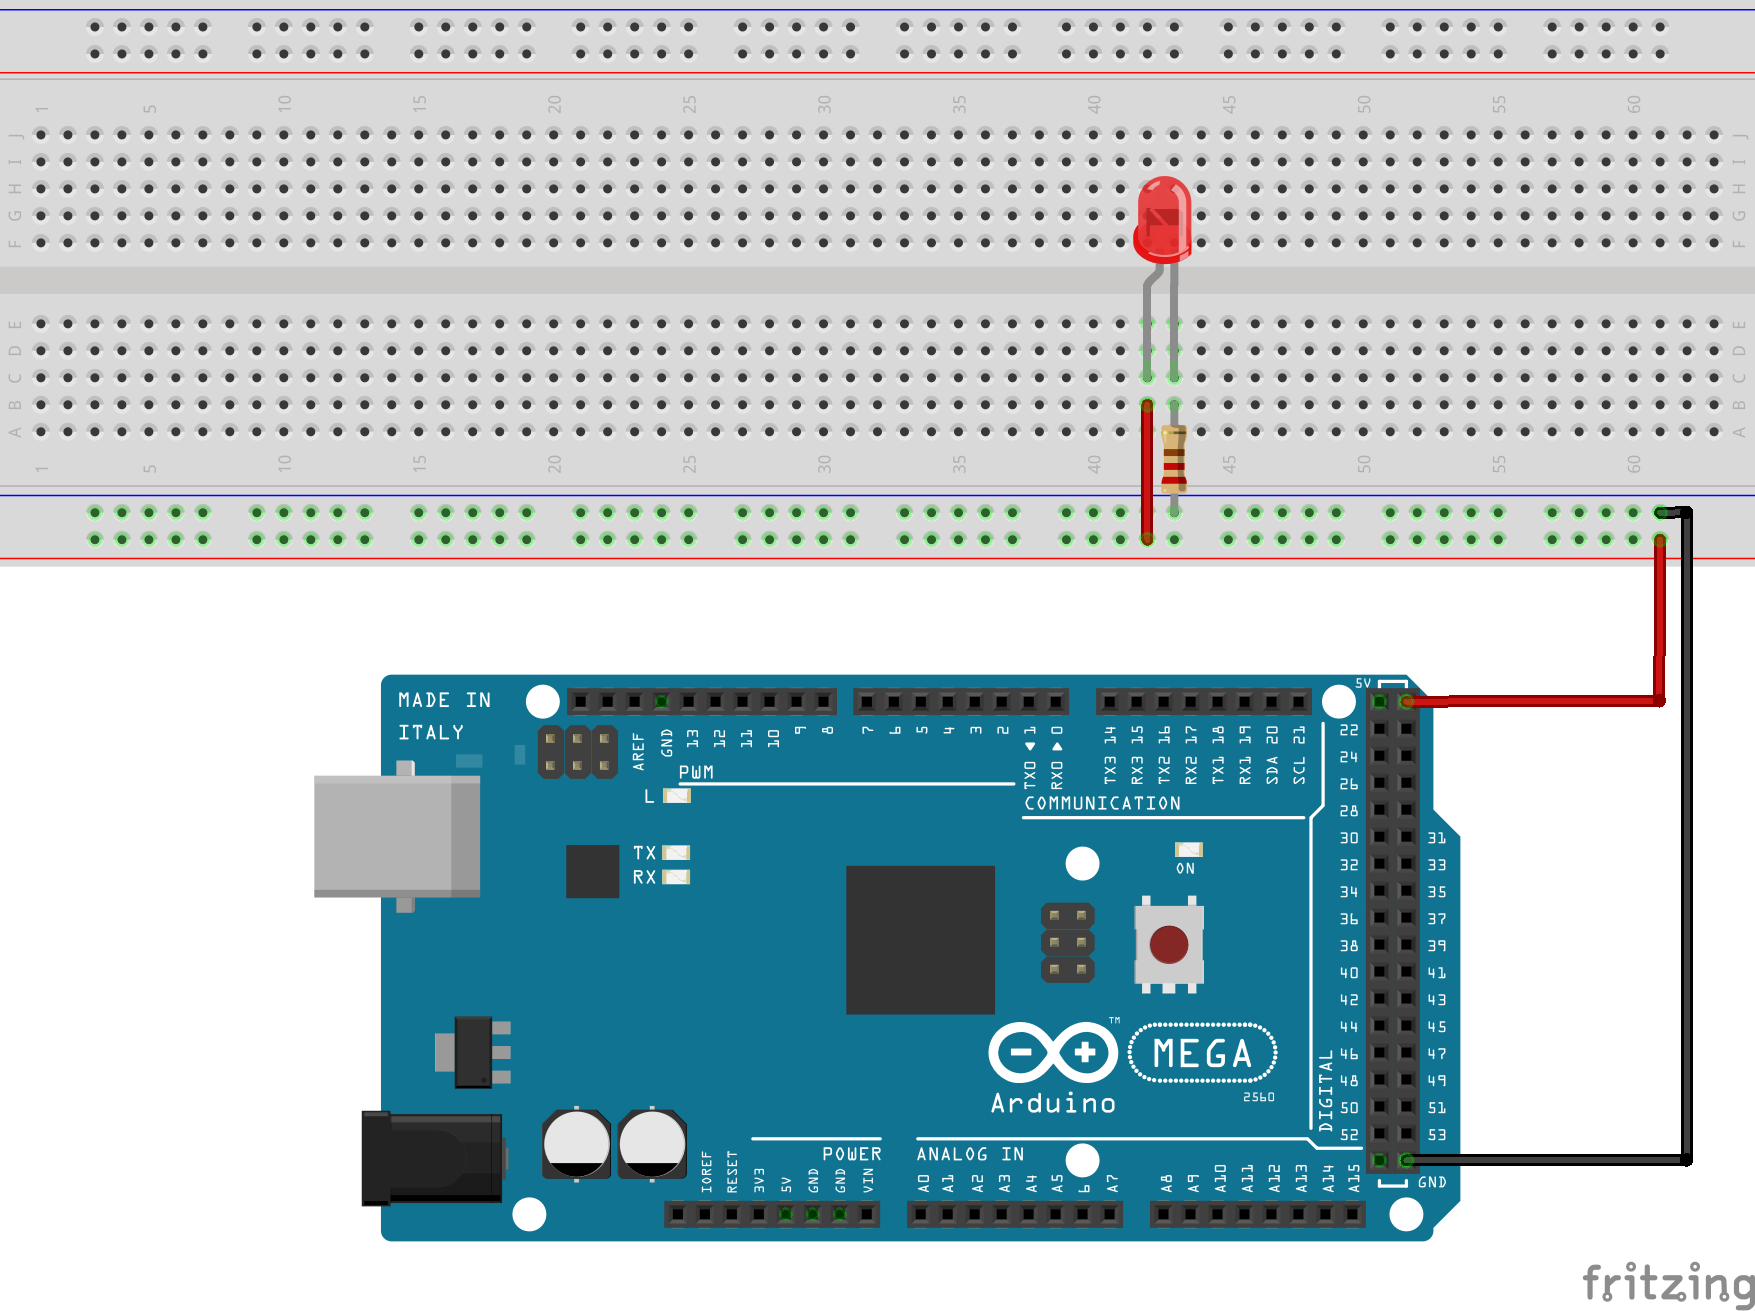 1 5 10 15 20 25 30 35 40 45 50 55 60
J J
I I
H H
G G
F F
E E
D D
C C
B B
A A
1 5 10 15 20 25 30 35 40 45 50 55 60
MADE IN
ITALY
AREF GND 13 12 11 10 9 8
7 6 5 4 3 2 TX0 1 RX0 0
TX3 14 RX3 15 TX2 16 RX2 17 TX1 18 RX1 19 SDA 20 SCL 21
PWM
COMMUNICATION
L
TX
RX
ON
5V
22
24
26
28
30 31
32 33
34 35
36 37
38 39
40 41
42 43
44 45
46 47
48 49
50 51
52 53
GND
DIGITAL
TM
MEGA
Arduino
2560
POWER
ANALOG IN
IOREF RESET 3V3 5V GND GND VIN
A0 A1 A2 A3 A4 A5 6 A7
A8 A9 A10 A11 A12 A13 A14 A15
fritzing